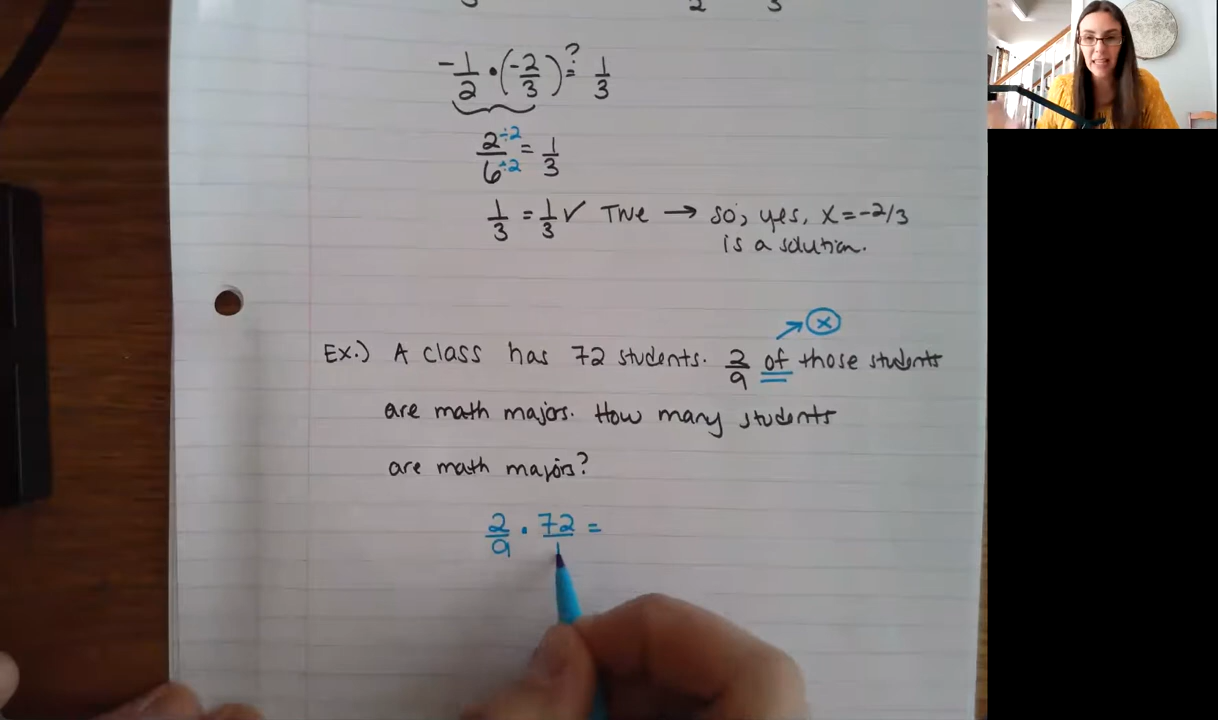 2 3
-1/2 • (-2/3) ?= 1/3
2÷2/6÷2 = 1/3
1/3 = 1/3 ✓ True → so, yes, x = -2/3
is a solution.
→ ⓧ
Ex.) A class has 72 students. 2/9 of those students
are math majors. How many students
are math majors?
2/9 · 72/1 =